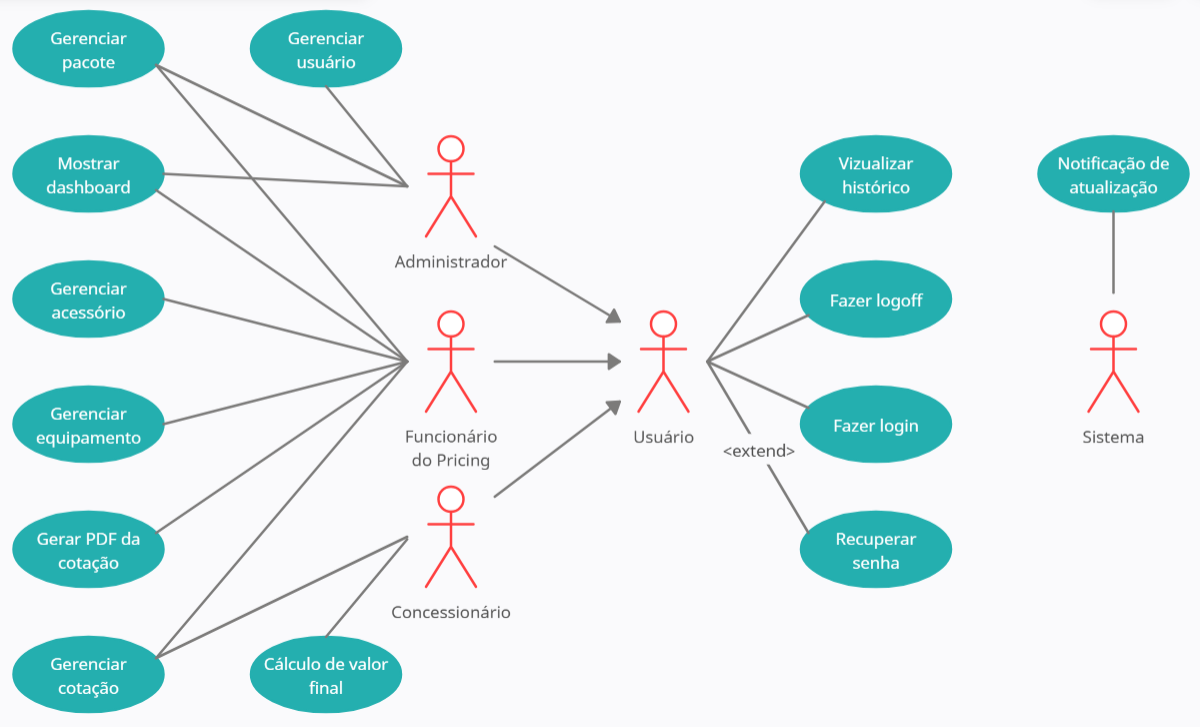 Gerenciar
pacote
Gerenciar
usuário
Mostrar
dashboard
Vizualizar
histórico
Notificação de
atualização
Administrador
Gerenciar
acessório
Fazer logoff
Gerenciar
equipamento
Funcionário
do Pricing
Usuário
Fazer login
Sistema
<extend>
Gerar PDF da
cotação
Recuperar
senha
Concessionário
Gerenciar
cotação
Cálculo de valor
final